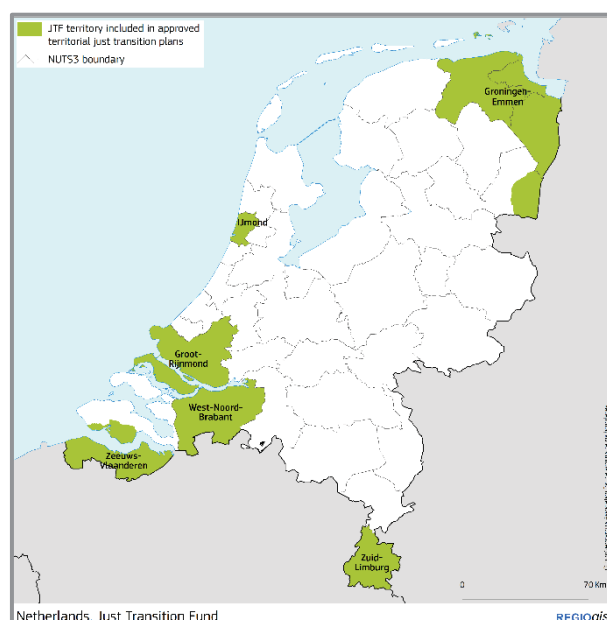 JTF territory included in approved
territorial just transition plans
NUTS3 boundary
Groningen-
Emmen
IJmond
Groot-
Rijnmond
West-Noord-
Brabant
Zeeuws-
Vlaanderen
Zuid-
Limburg
0 70 Km
Netherlands. Just Transition Fund
REGIOgis